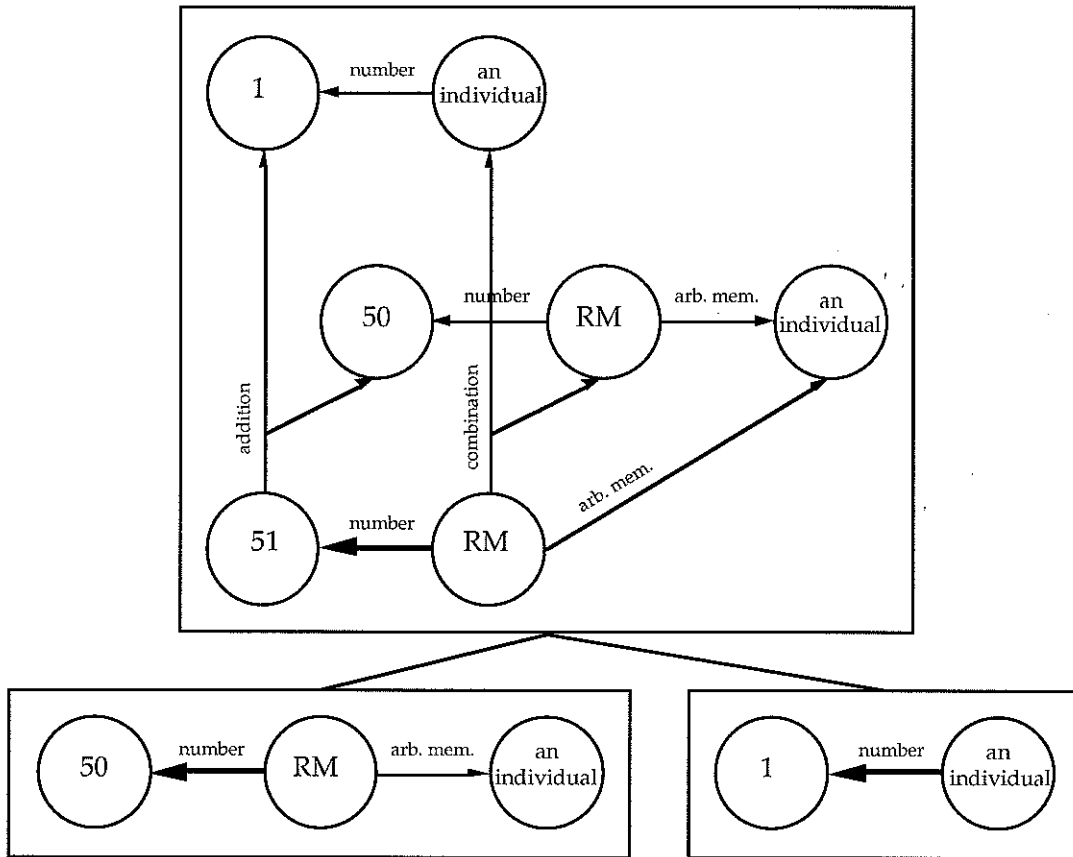 number
1
an
individual
number
arb. mem.
50
RM
an
individual
addition
combination
arb. mem.
number
51
RM
number
arb. mem.
50
RM
an
individual
number
1
an
individual